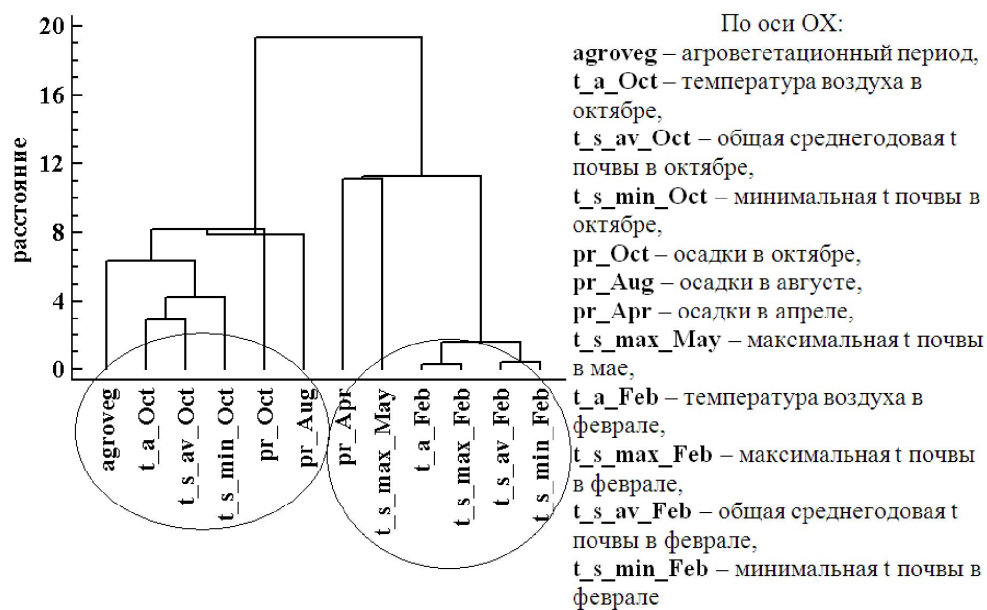 20
16
12
8
4
0
расстояние
agroveg
t_a_Oct
t_s_av_Oct
t_s_min_Oct
pr_Oct
pr_Aug
pr_Apr
t_s_max_May
t_a_Feb
t_s_max_Feb
t_s_av_Feb
t_s_min_Feb
По оси ОХ:
agroveg – агровегетационный период,
t_a_Oct – температура воздуха в
октябре,
t_s_av_Oct – общая среднегодовая t
почвы в октябре,
t_s_min_Oct – минимальная t почвы в
октябре,
pr_Oct – осадки в октябре,
pr_Aug – осадки в августе,
pr_Apr – осадки в апреле,
t_s_max_May – максимальная t почвы
в мае,
t_a_Feb – температура воздуха в
феврале,
t_s_max_Feb – максимальная t почвы
в феврале,
t_s_av_Feb – общая среднегодовая t
почвы в феврале,
t_s_min_Feb – минимальная t почвы в
феврале